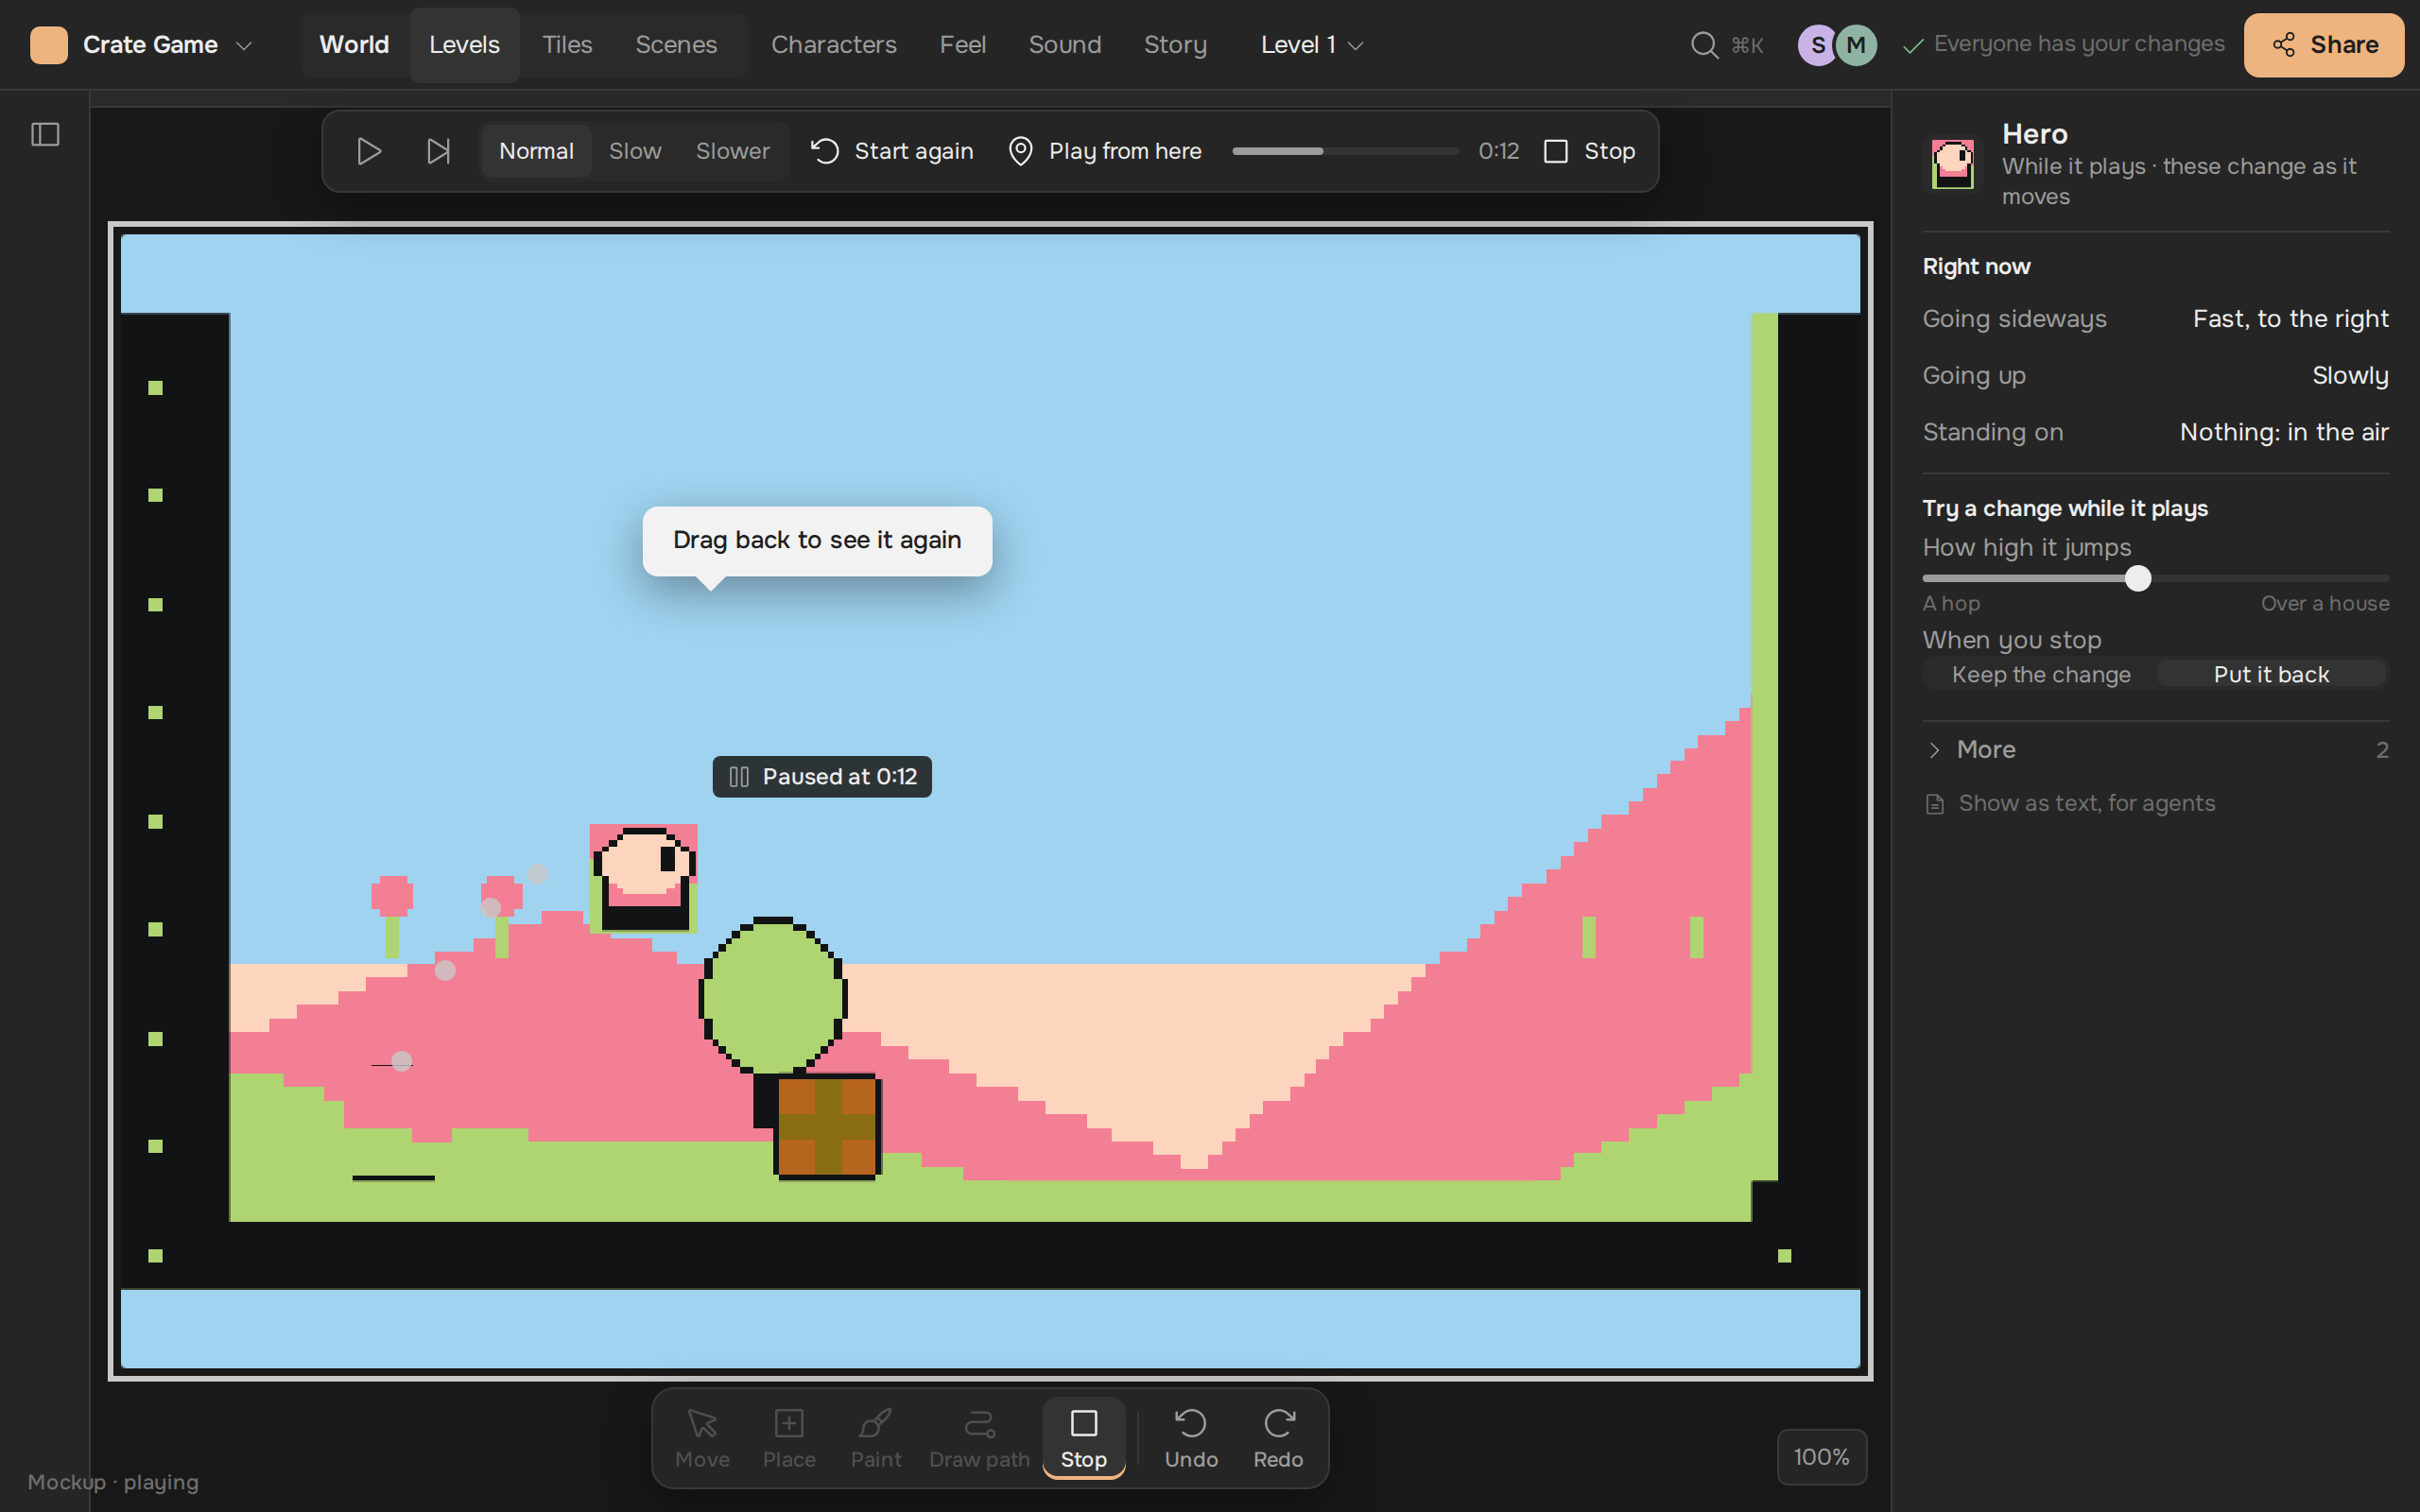 Crate Game
World
Levels
Tiles
Scenes
Characters
Feel
Sound
Story
Level 1
⌘K
S
M
Everyone has your changes
Share
Normal
Slow
Slower
Start again
Play from here
0:12
Stop
Hero
While it plays · these change as it
moves
Right now
Going sideways
Fast, to the right
Going up
Slowly
Standing on
Nothing: in the air
Try a change while it plays
How high it jumps
A hop
Over a house
When you stop
Keep the change
Put it back
More
2
Show as text, for agents
Drag back to see it again
Paused at 0:12
Move
Place
Paint
Draw path
Stop
Undo
Redo
100%
Mockup · playing